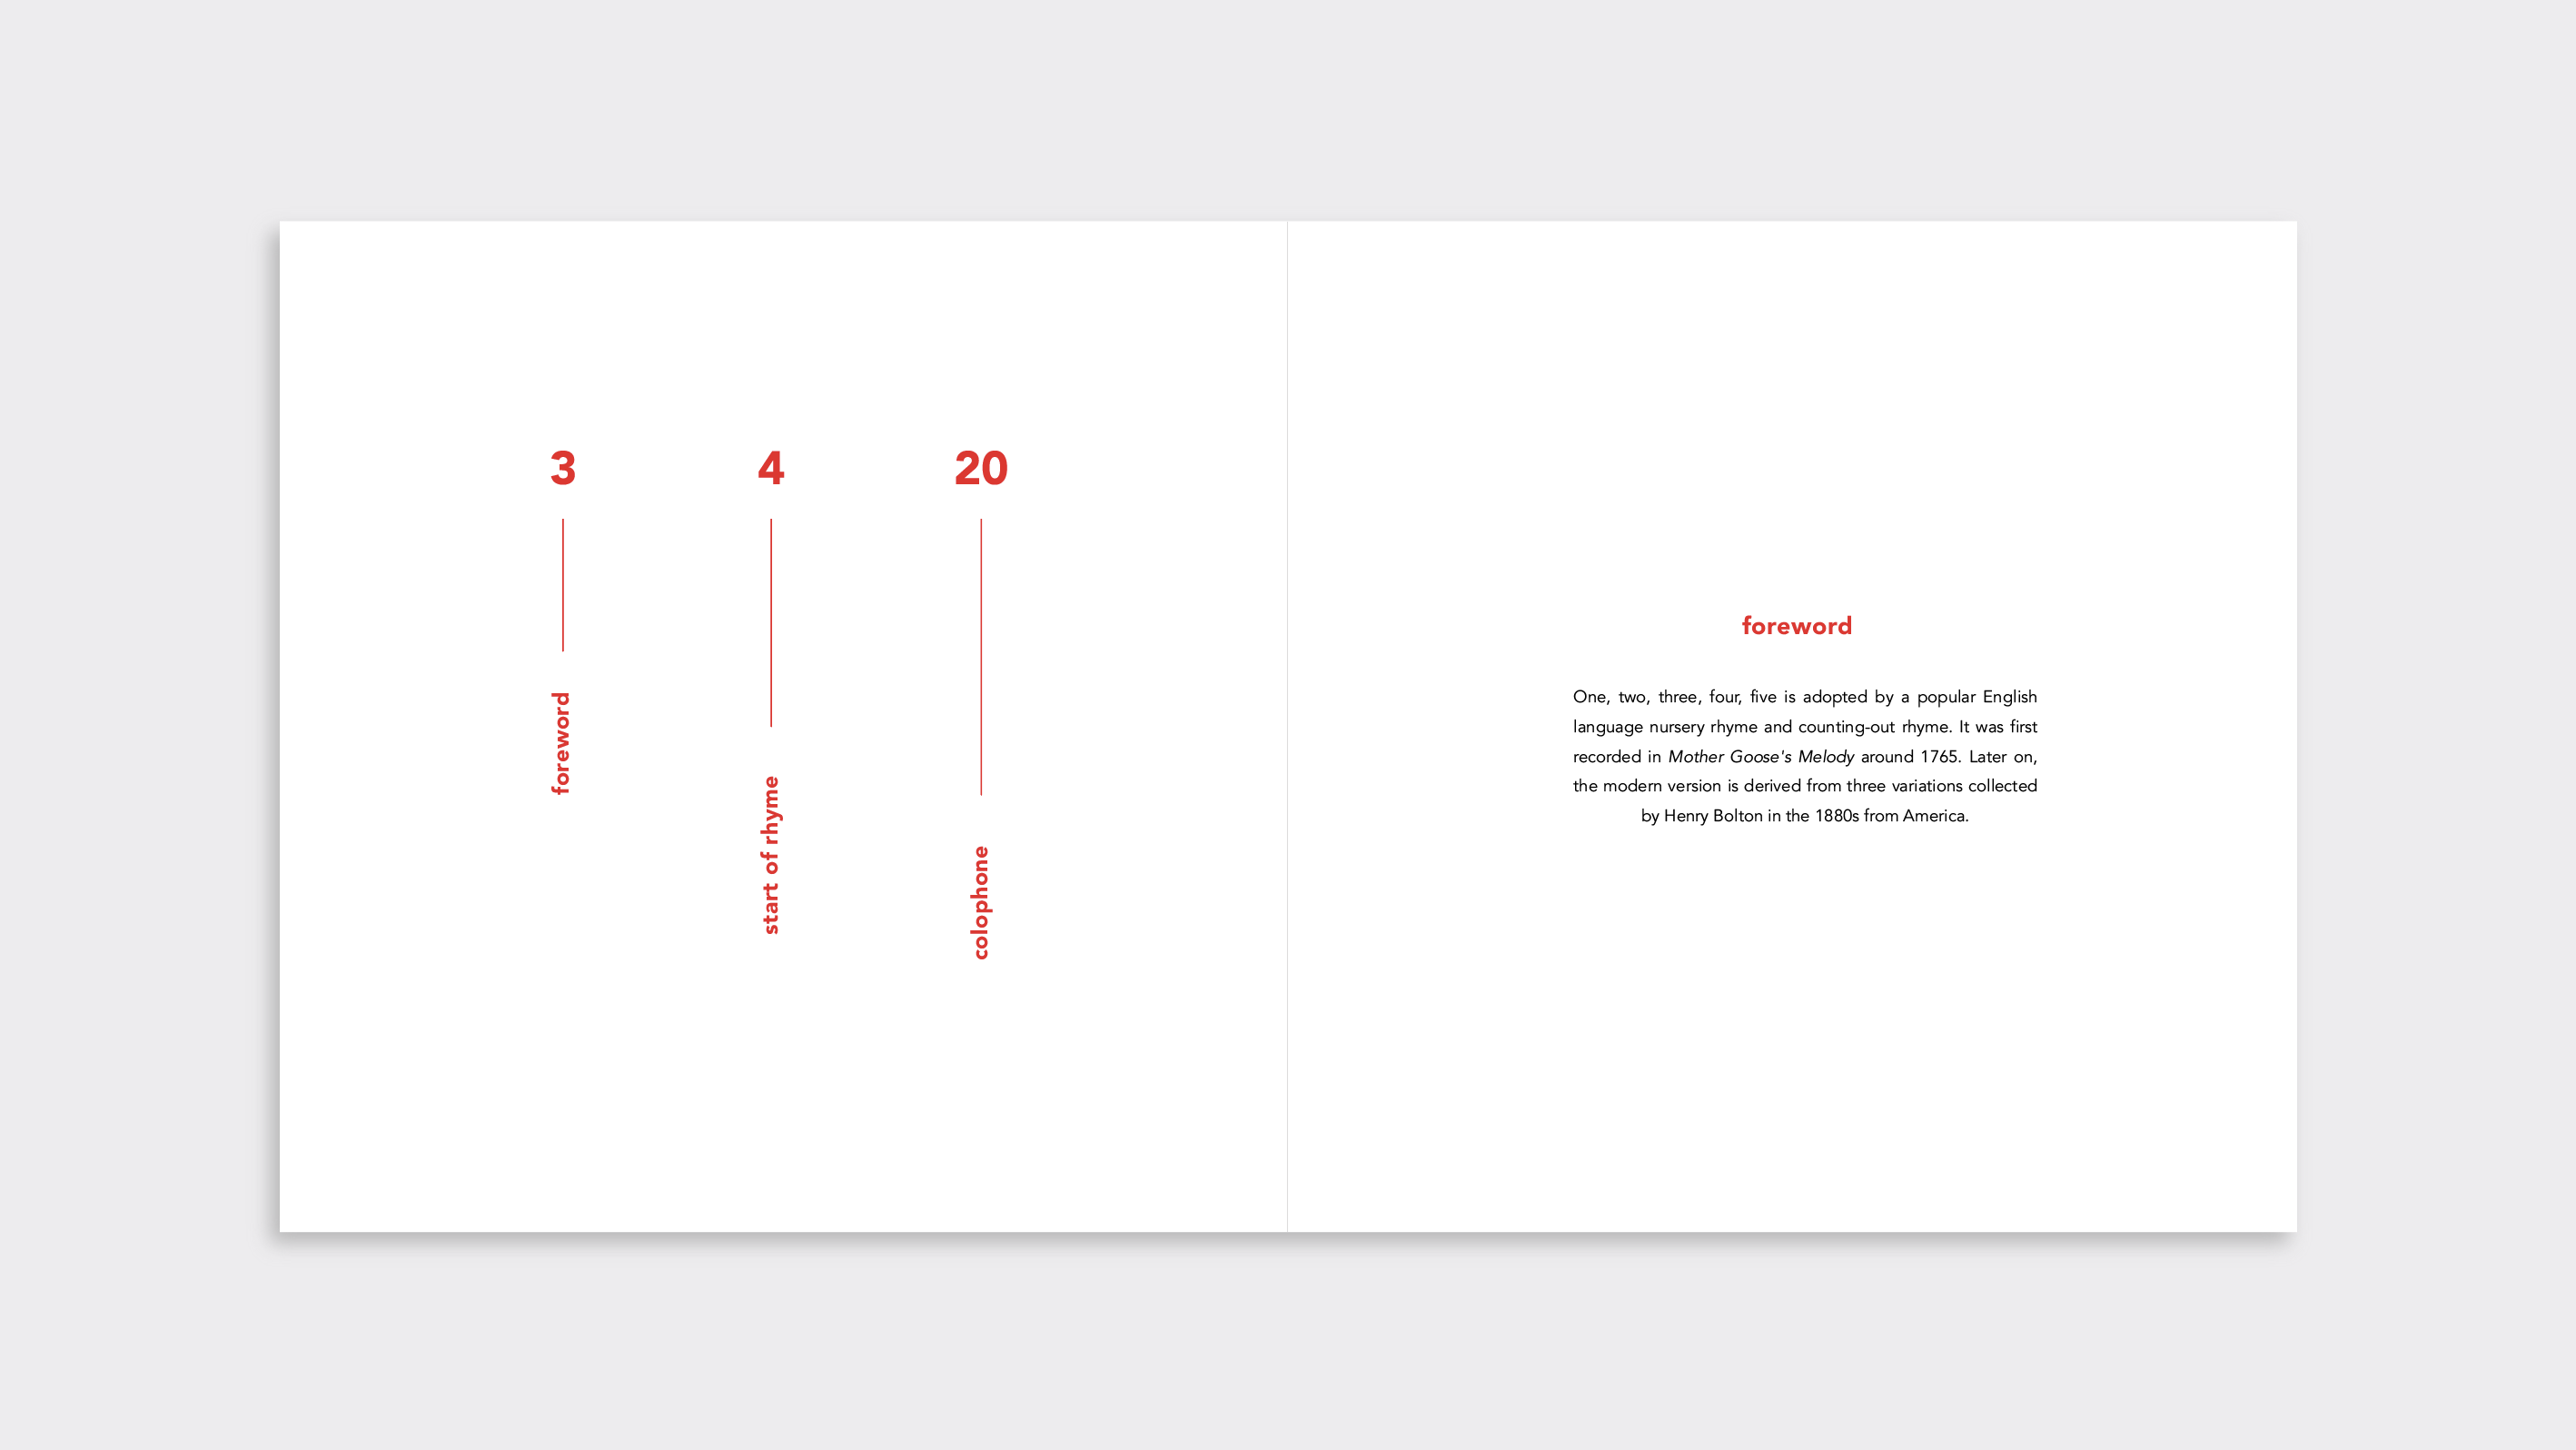 3
foreword
4
start of rhyme
20
colophone
foreword
One, two, three, four, five is adopted by a popular English
language nursery rhyme and counting-out rhyme. It was first
recorded in Mother Goose's Melody around 1765. Later on,
the modern version is derived from three variations collected
by Henry Bolton in the 1880s from America.